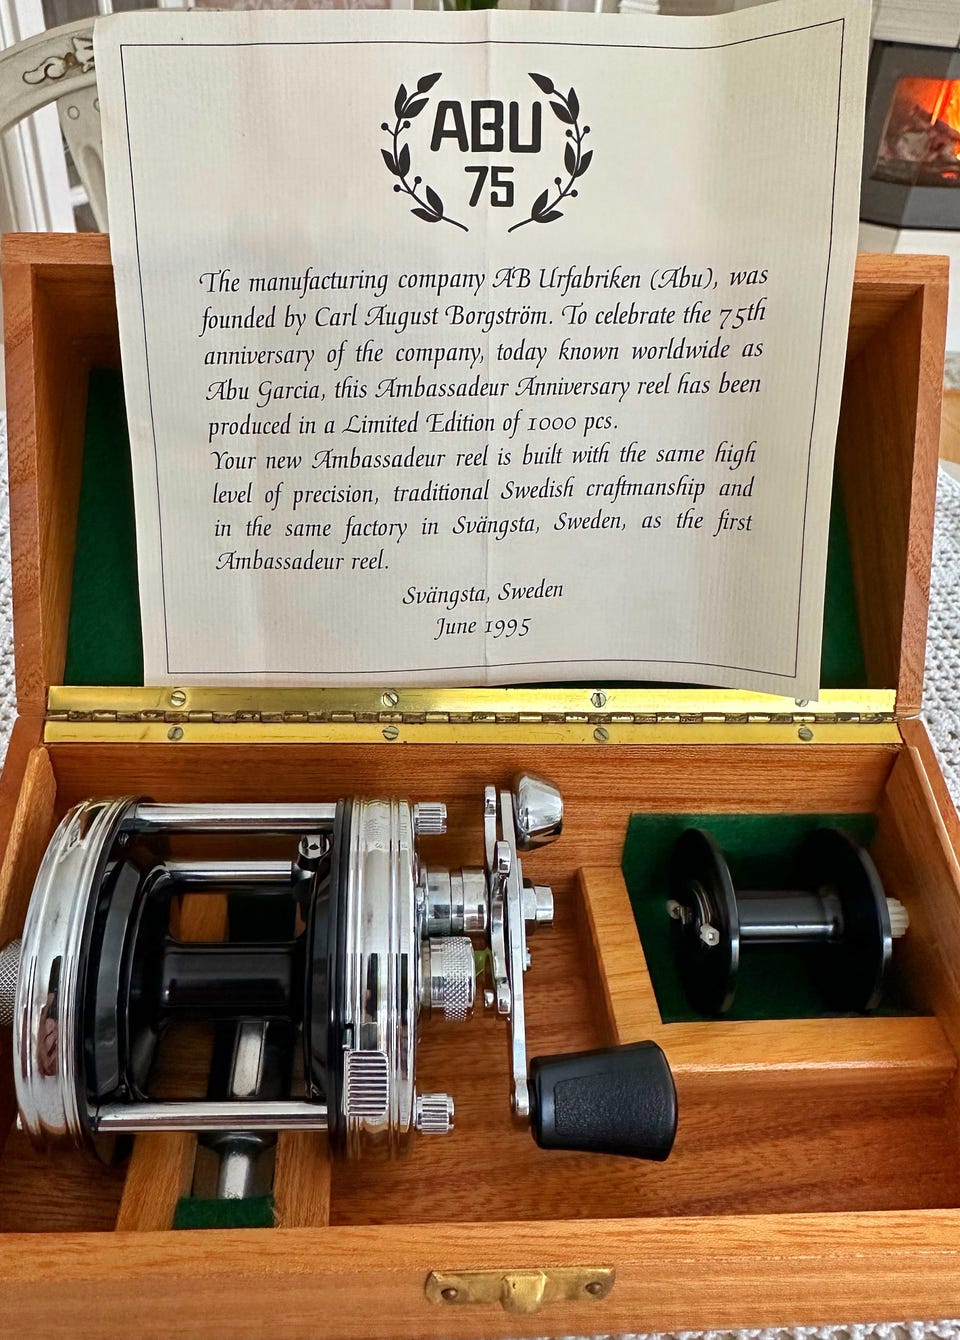 ABU
75
The manufacturing company AB Urfabriken (Abu), was
founded by Carl August Borgström. To celebrate the 75th
anniversary of the company, today known worldwide as
Abu Garcia, this Ambassadeur Anniversary reel has been
produced in a Limited Edition of 1000 pcs.
Your new Ambassadeur reel is built with the same high
level of precision, traditional Swedish craftmanship and
in the same factory in Svängsta, Sweden, as the first
Ambassadeur reel.
Svängsta, Sweden
June 1995